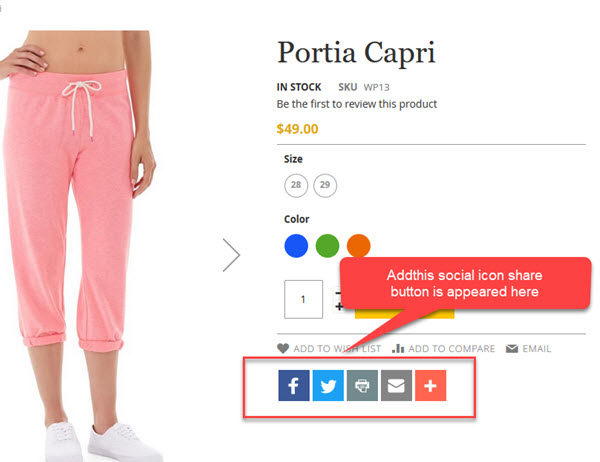 Portia Capri
IN STOCK SKU WP13
Be the first to review this product
$49.00
Size
28 29
Color
Addthis social icon share
button is appeared here
1 - +
ADD TO WISH LIST ADD TO COMPARE EMAIL